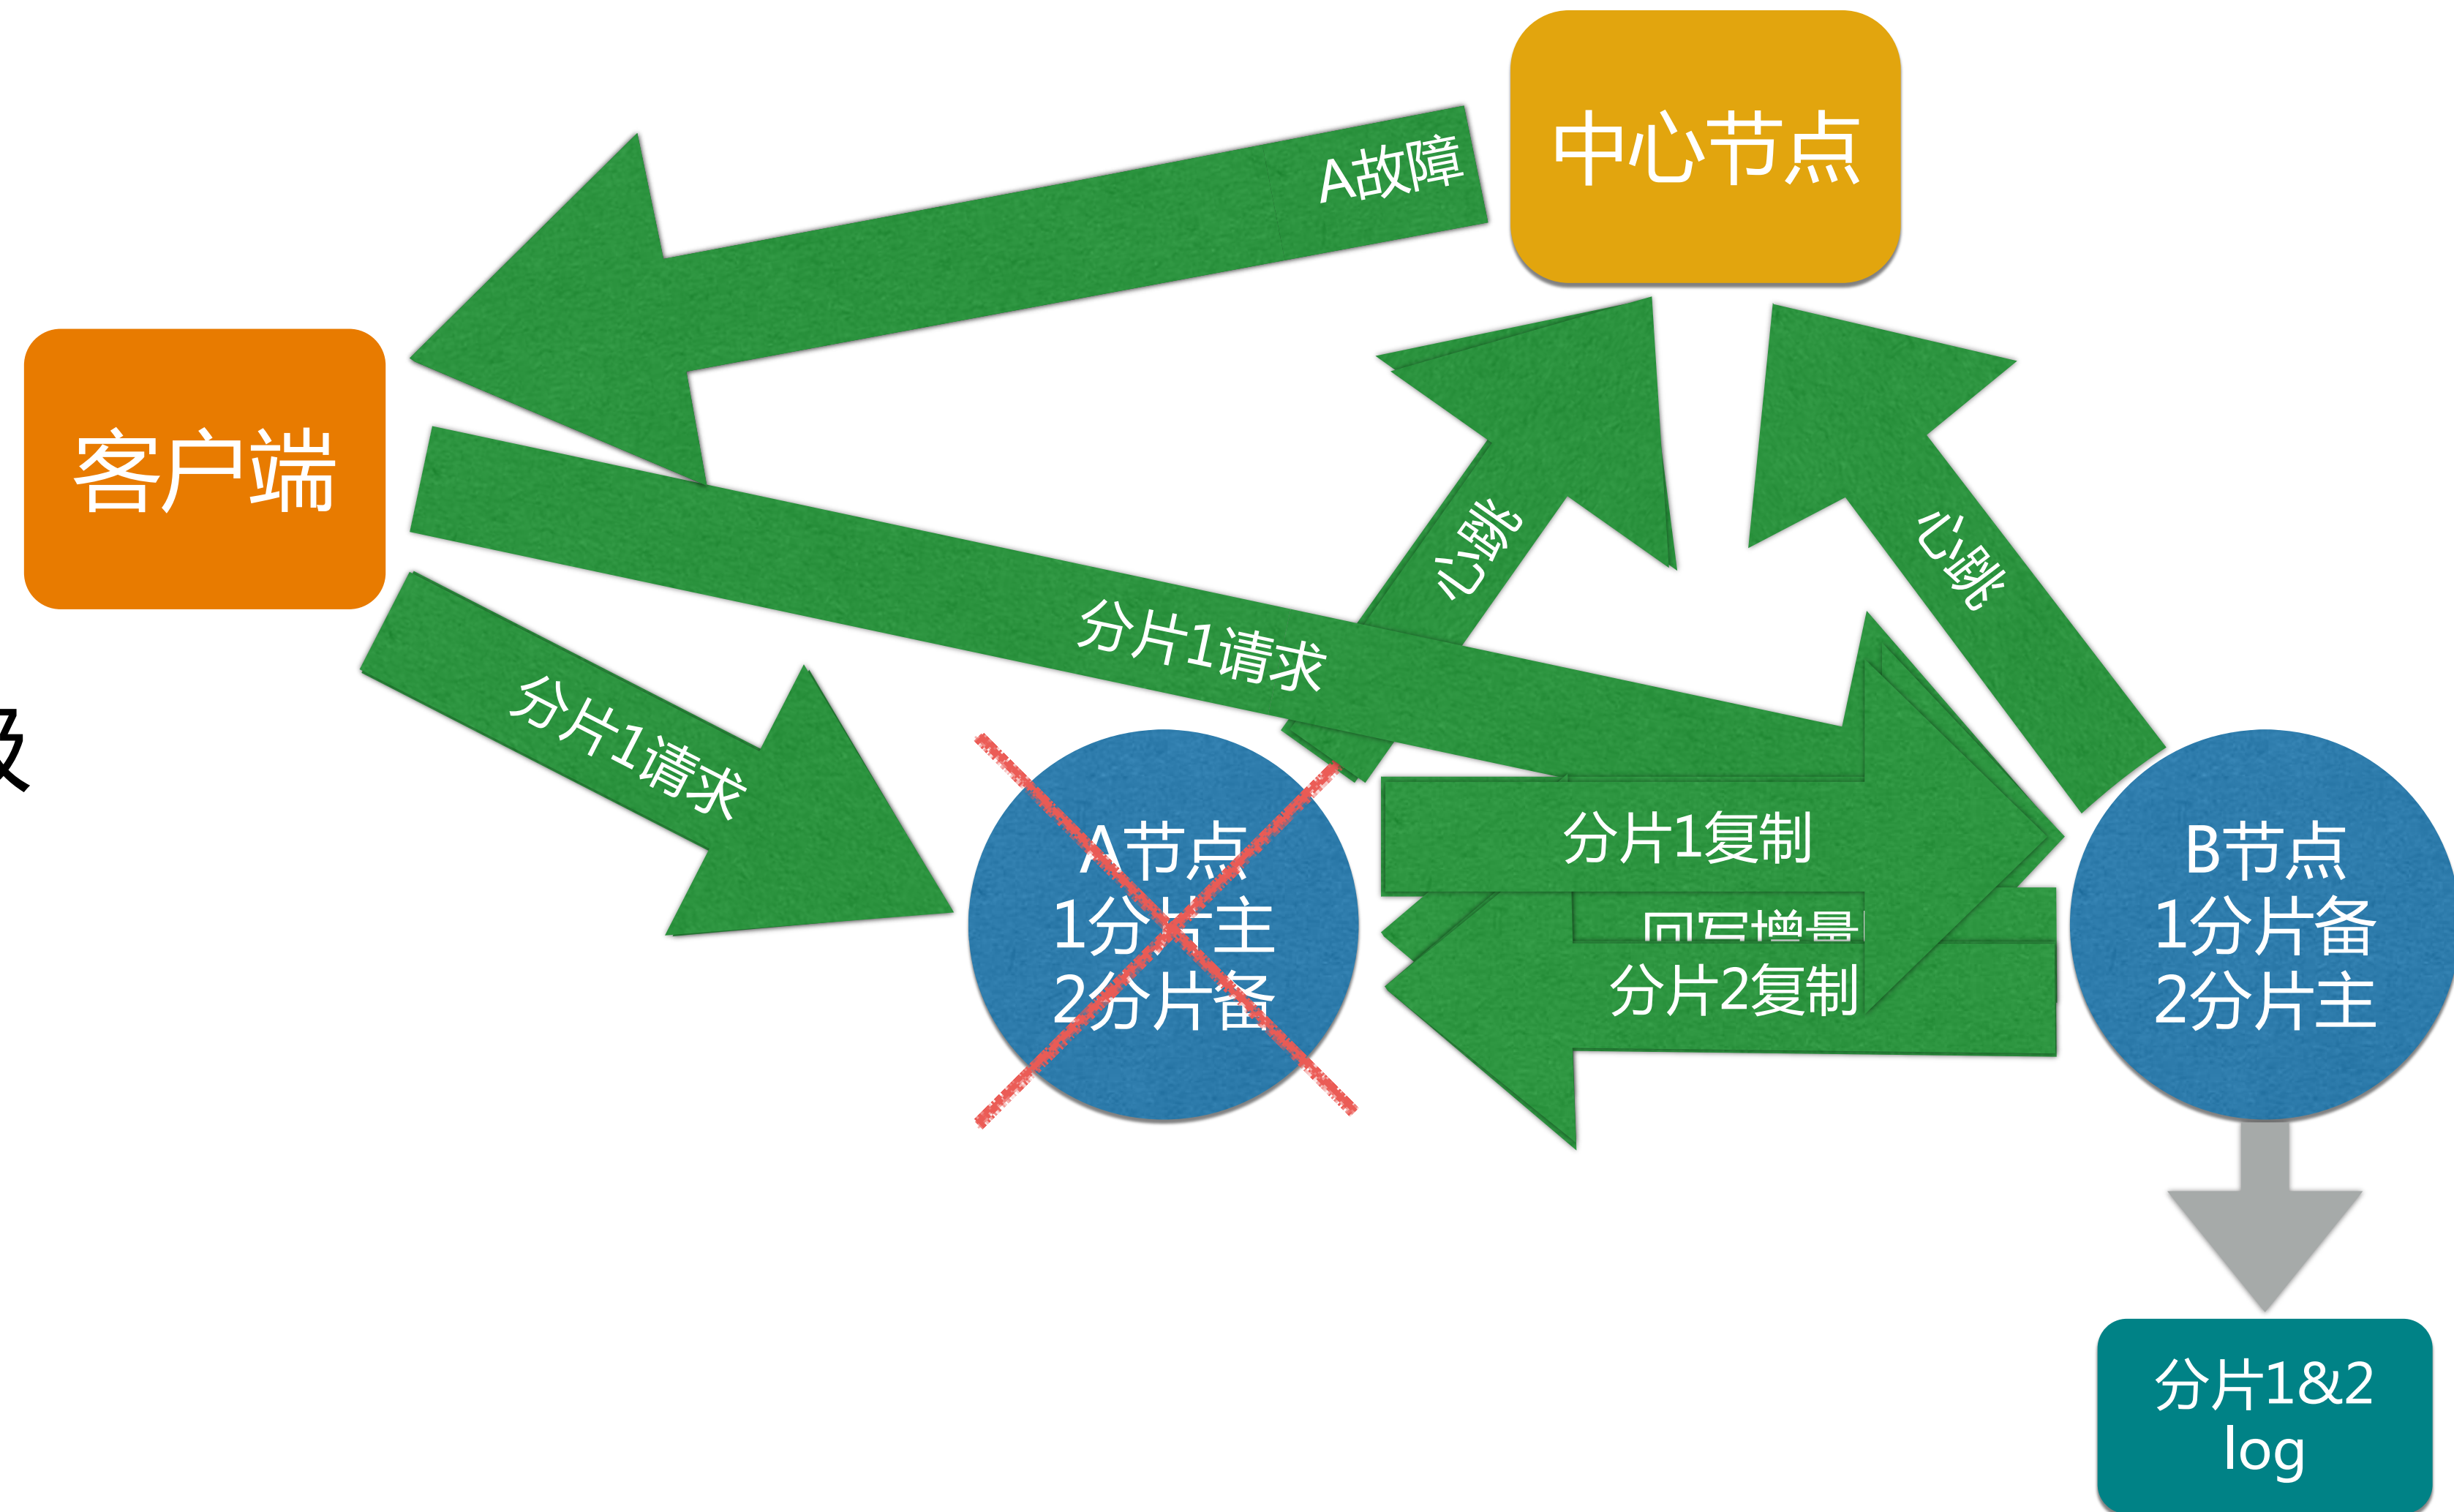 中心节点
A故障
客户端
心跳
心跳
分片1请求
分片1请求
A节点
1分片主
2分片备
分片1复制
分片2复制
B节点
1分片备
2分片主
分片1&2
log